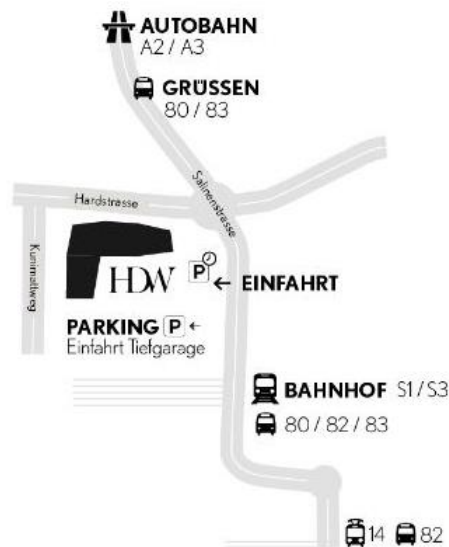 AUTOBAHN
A2 / A3
GRÜSSEN
80 / 83
Salinenstrasse
Hardstrasse
Kunimattweg
HDW
P
← EINFAHRT
PARKING P ←
Einfahrt Tiefgarage
BAHNHOF S1/S3
80 / 82 / 83
14 82